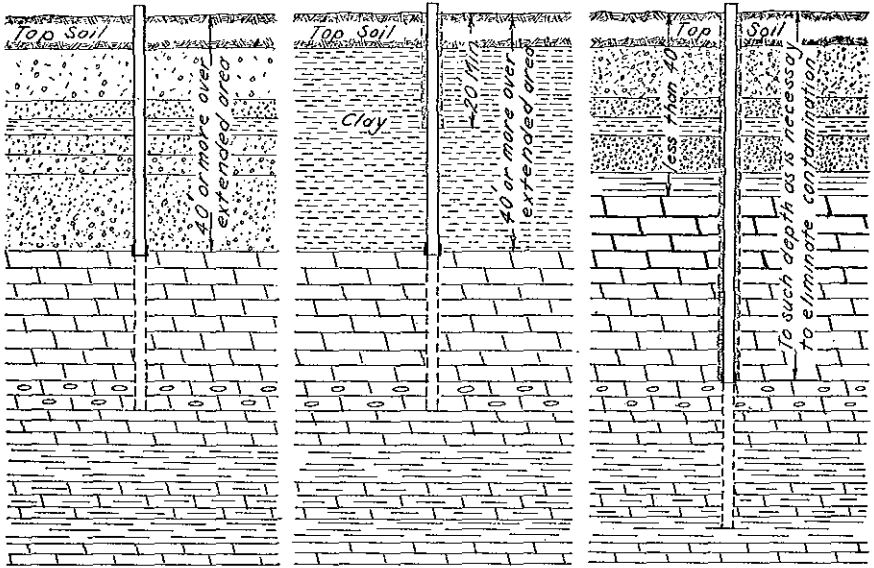 Top Soil
40' or more over
extended area
Top Soil
Clay
20' Min.
40' or more over
extended area
Top Soil
less than 40'
To such depth as is necessary
to eliminate contamination